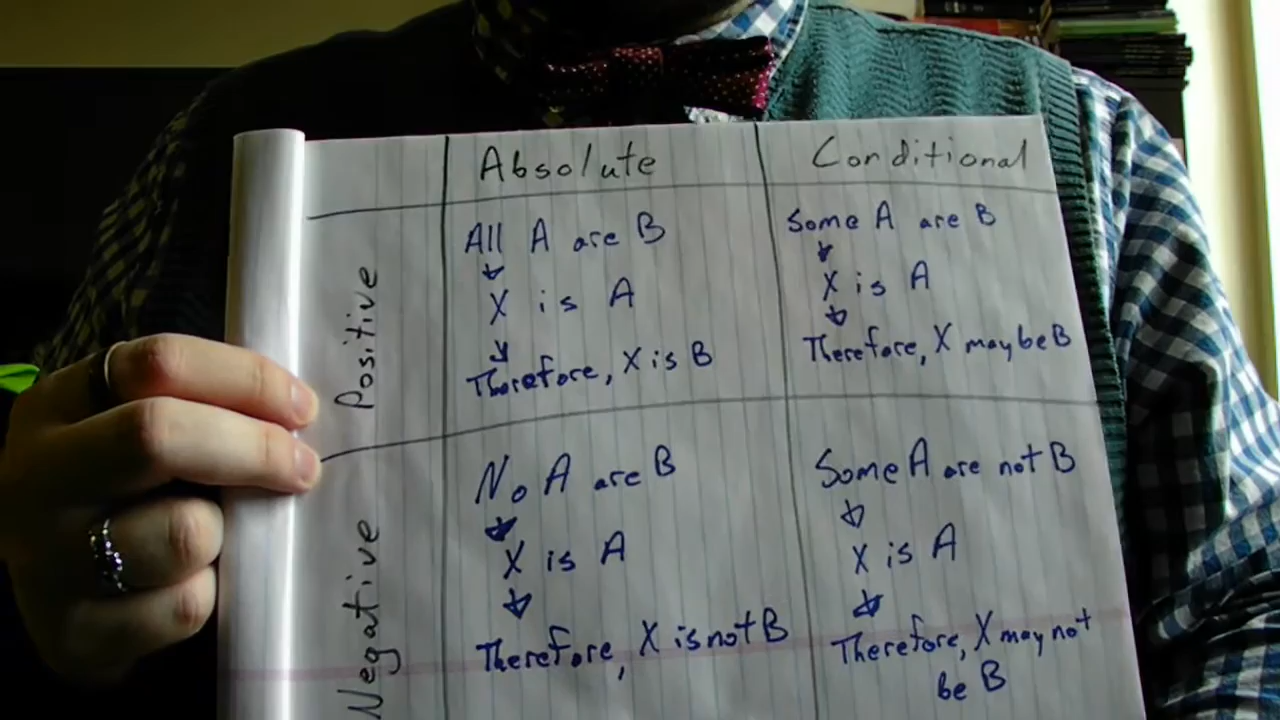 Absolute
Conditional
Positive
All A are B
X is A
Therefore, X is B
Some A are B
X is A
Therefore, X may be B
Negative
No A are B
X is A
Therefore, X is not B
Some A are not B
X is A
Therefore, X may not
be B